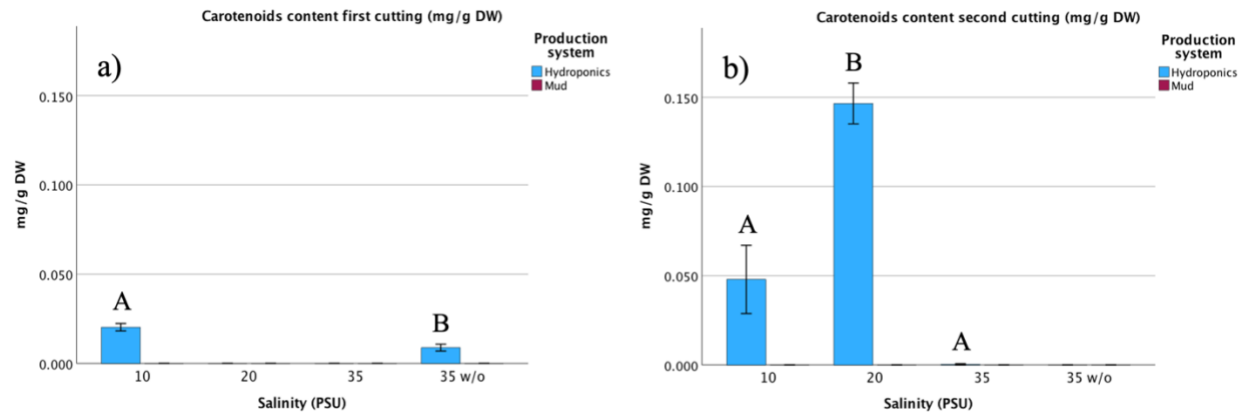 Carotenoids content first cutting (mg/g DW)
a)
Production
system
Hydroponics
Mud
0.150
0.100
0.050
0.000
mg/g DW
A
B
10
20
35
35 w/o
Salinity (PSU)
Carotenoids content second cutting (mg/g DW)
b)
Production
system
Hydroponics
Mud
0.150
0.100
0.050
0.000
mg/g DW
A
B
A
10
20
35
35 w/o
Salinity (PSU)